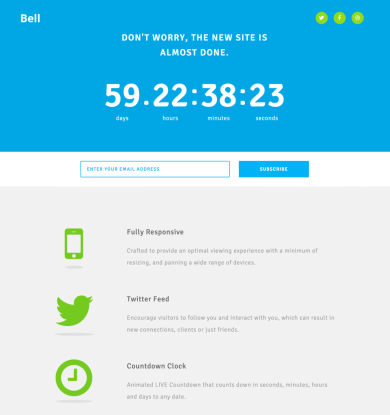 Bell
DON'T WORRY, THE NEW SITE IS
ALMOST DONE.
59.22:38:23
days hours minutes seconds
ENTER YOUR EMAIL ADDRESS SUBSCRIBE
Fully Responsive
Crafted to provide an optimal viewing experience with a minimum of
resizing, and panning a wide range of devices.
Twitter Feed
Encourage visitors to follow you and interact with you, which can result in
new connections, clients or just friends.
Countdown Clock
Animated LIVE Countdown that counts down in seconds, minutes, hours
and days to any date.